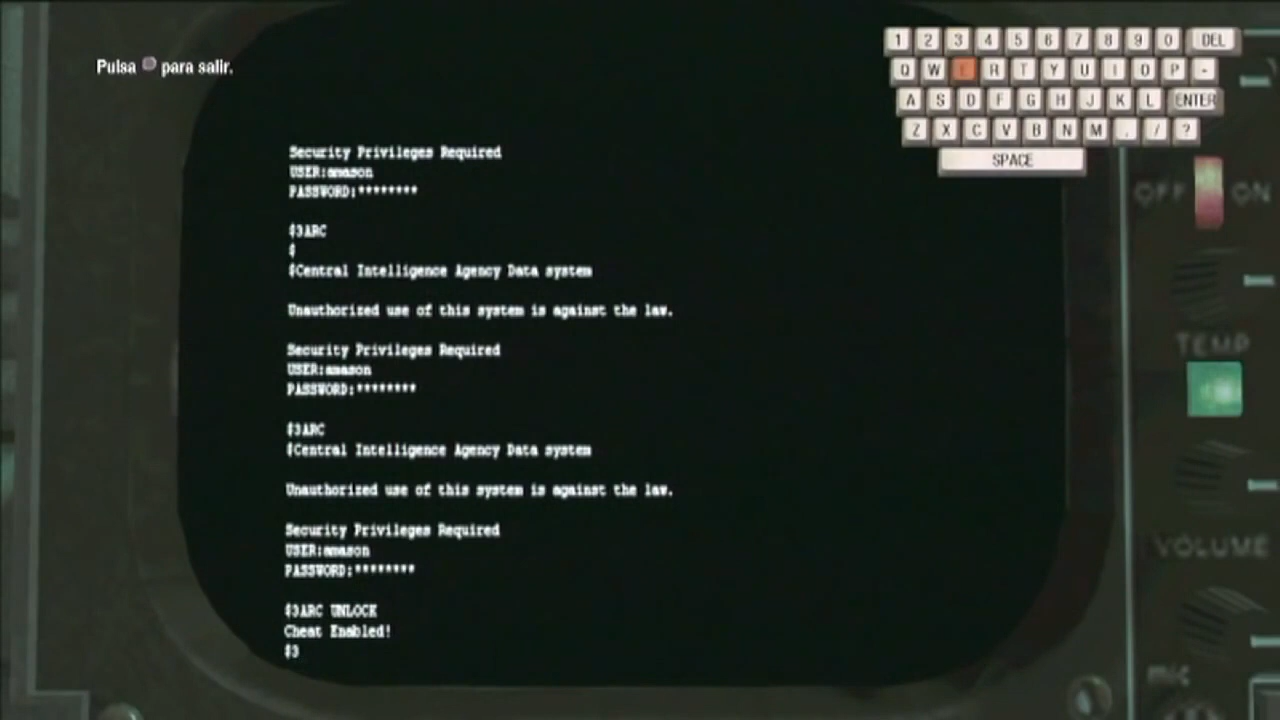 Pulsa para salir.
1 2 3 4 5 6 7 8 9 0 DEL
Q W E R T Y U I O P -
A S D F G H J K L ENTER
Z X C V B N M . / ?
SPACE
Security Privileges Required
USER:amason
PASSWORD:********
$3ARC
$
$Central Intelligence Agency Data system
Unauthorized use of this system is against the law.
Security Privileges Required
USER:amason
PASSWORD:********
$3ARC
$Central Intelligence Agency Data system
Unauthorized use of this system is against the law.
Security Privileges Required
USER:amason
PASSWORD:********
$3ARC UNLOCK
Cheat Enabled!
$3
OFF ON
TEMP
VOLUME
mic